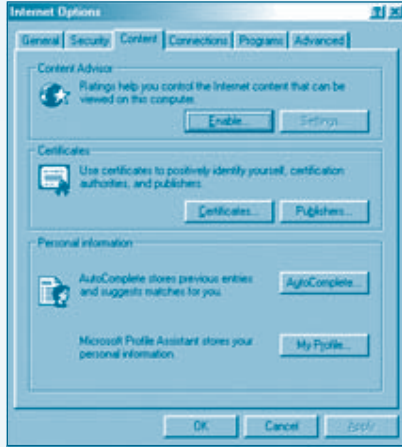 Internet Options
General Security Content Connections Programs Advanced
Content Advisor
Ratings help you control the Internet content that can be
viewed on this computer.
Enable... Settings...
Certificates
Use certificates to positively identify yourself, certification
authorities, and publishers.
Certificates... Publishers...
Personal information
AutoComplete stores previous entries
and suggests matches for you.
AutoComplete...
Microsoft Profile Assistant stores your
personal information.
My Profile...
OK Cancel Apply